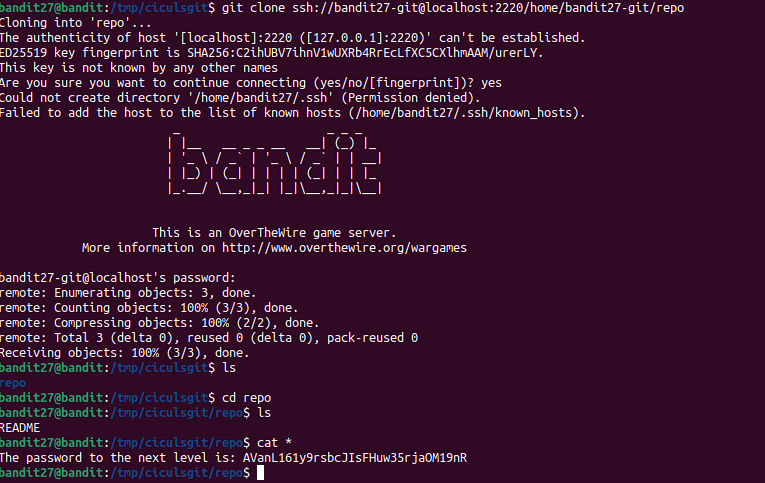 bandit27@bandit:/tmp/ciculsgit$ git clone ssh://bandit27-git@localhost:2220/home/bandit27-git/repo
Cloning into 'repo'...
The authenticity of host '[localhost]:2220 ([127.0.0.1]:2220)' can't be established.
ED25519 key fingerprint is SHA256:C2ihUBV7ihnV1wUXRb4RrEcLfXC5CXlhmAAM/urerLY.
This key is not known by any other names
Are you sure you want to continue connecting (yes/no/[fingerprint])? yes
Could not create directory '/home/bandit27/.ssh' (Permission denied).
Failed to add the host to the list of known hosts (/home/bandit27/.ssh/known_hosts).
bandit
This is an OverTheWire game server.
More information on http://www.overthewire.org/wargames
bandit27-git@localhost's password:
remote: Enumerating objects: 3, done.
remote: Counting objects: 100% (3/3), done.
remote: Compressing objects: 100% (2/2), done.
remote: Total 3 (delta 0), reused 0 (delta 0), pack-reused 0
Receiving objects: 100% (3/3), done.
bandit27@bandit:/tmp/ciculsgit$ ls
repo
bandit27@bandit:/tmp/ciculsgit$ cd repo
bandit27@bandit:/tmp/ciculsgit/repo$ ls
README
bandit27@bandit:/tmp/ciculsgit/repo$ cat *
The password to the next level is: AVanL161y9rsbcJIsFHuw35rjaOM19nR
bandit27@bandit:/tmp/ciculsgit/repo$